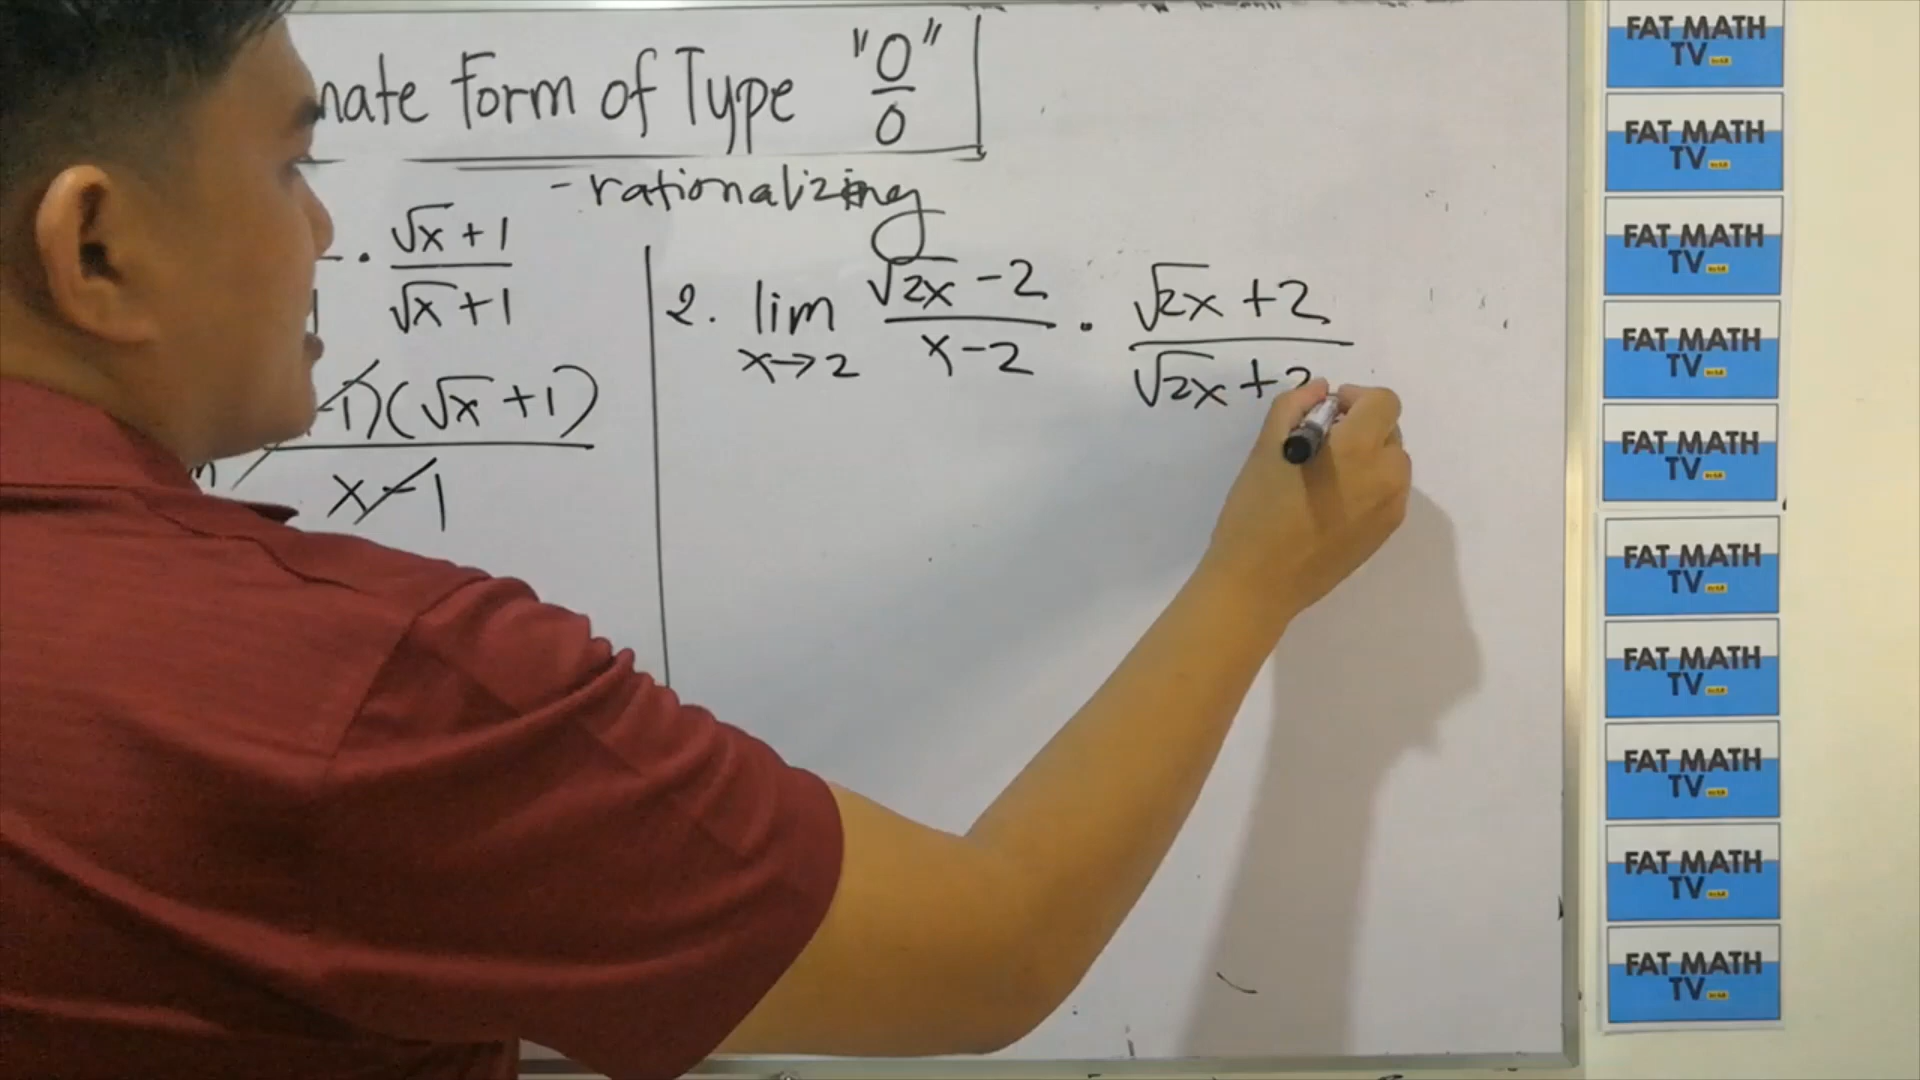 nate Form of Type "0/0"
- rationalizing
· √x + 1 / √x + 1
1)(√x + 1) / x - 1
2. lim x→2 √2x - 2 / x - 2 · √2x + 2 / √2x + 2
FAT MATH
TV
FAT MATH
TV
FAT MATH
TV
FAT MATH
TV
FAT MATH
TV
FAT MATH
TV
FAT MATH
TV
FAT MATH
TV
FAT MATH
TV
FAT MATH
TV